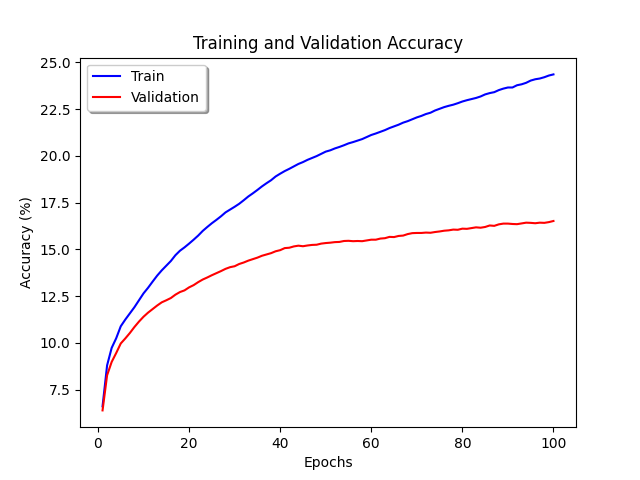 Training and Validation Accuracy
Train
Validation
25.0
22.5
20.0
17.5
15.0
12.5
10.0
7.5
Accuracy (%)
0 20 40 60 80 100
Epochs